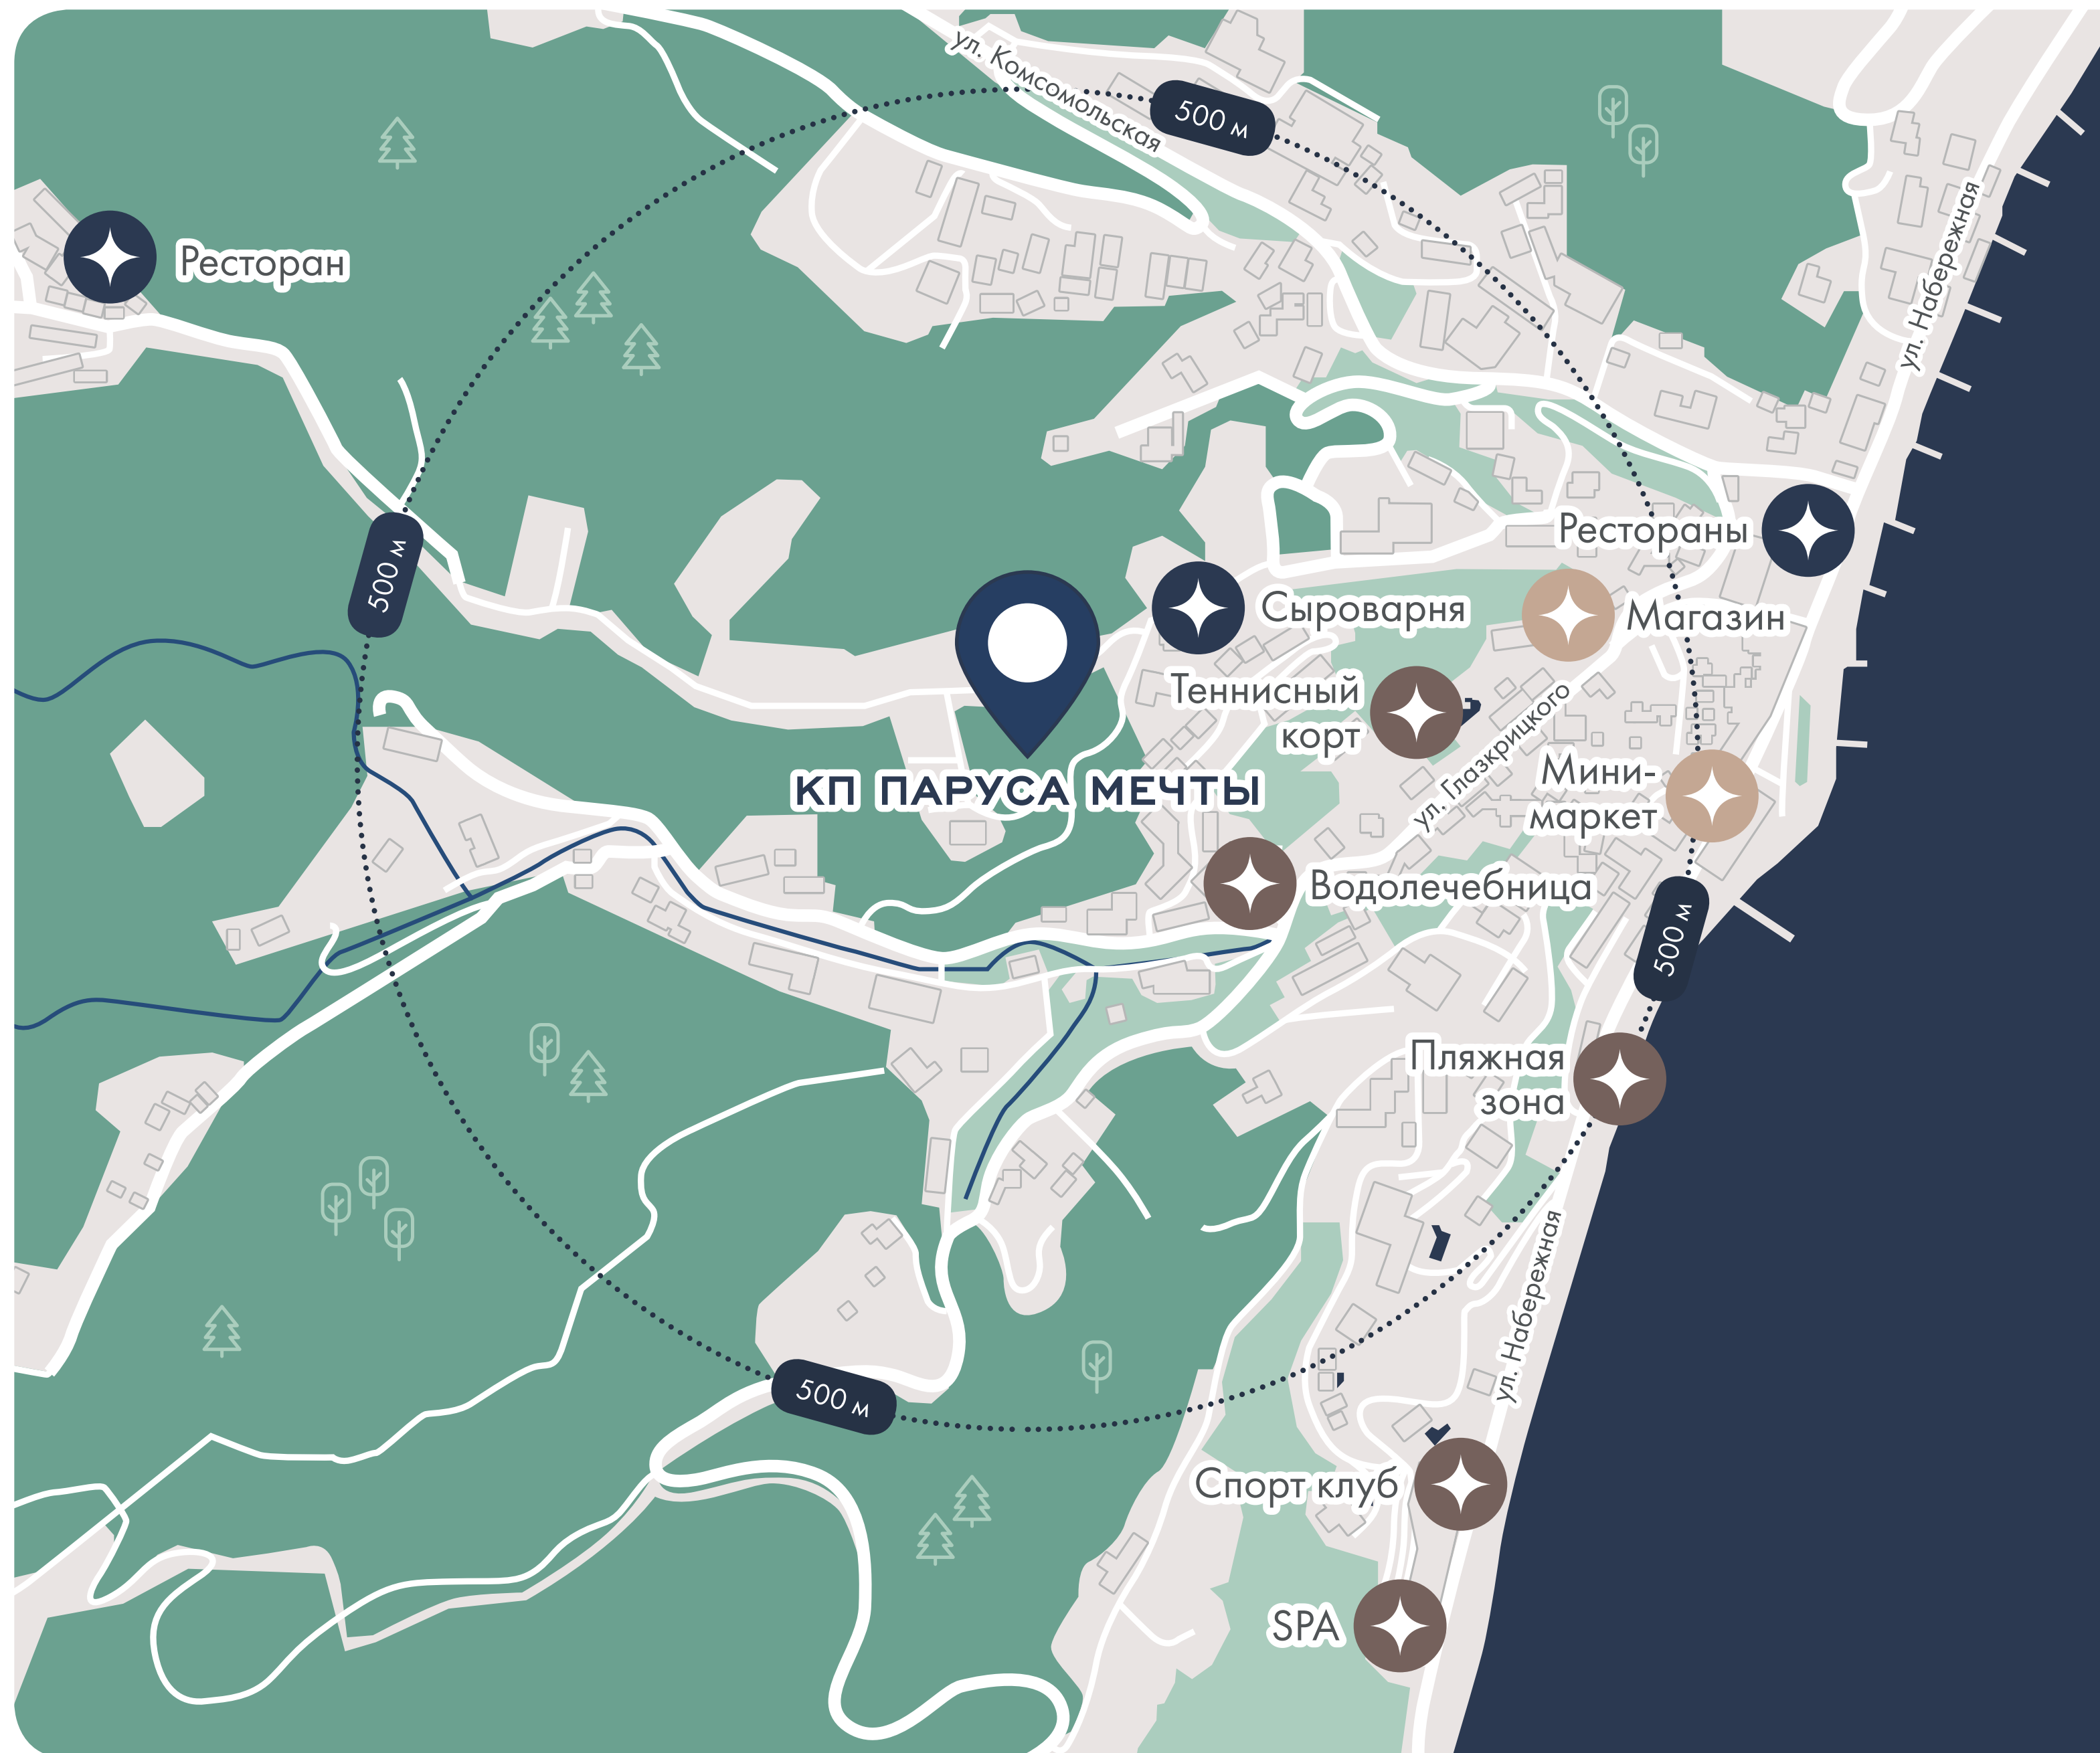 ул. Комсомольская
500 м
Ресторан
ул. Набережная
500 м
Рестораны
Сыроварня
Магазин
Теннисный
корт
ул. Глазкрицкого
КП ПАРУСА МЕЧТЫ
Мини-
маркет
Водолечебница
500 м
Пляжная
зона
ул. Набережная
500 м
Спорт клуб
SPA